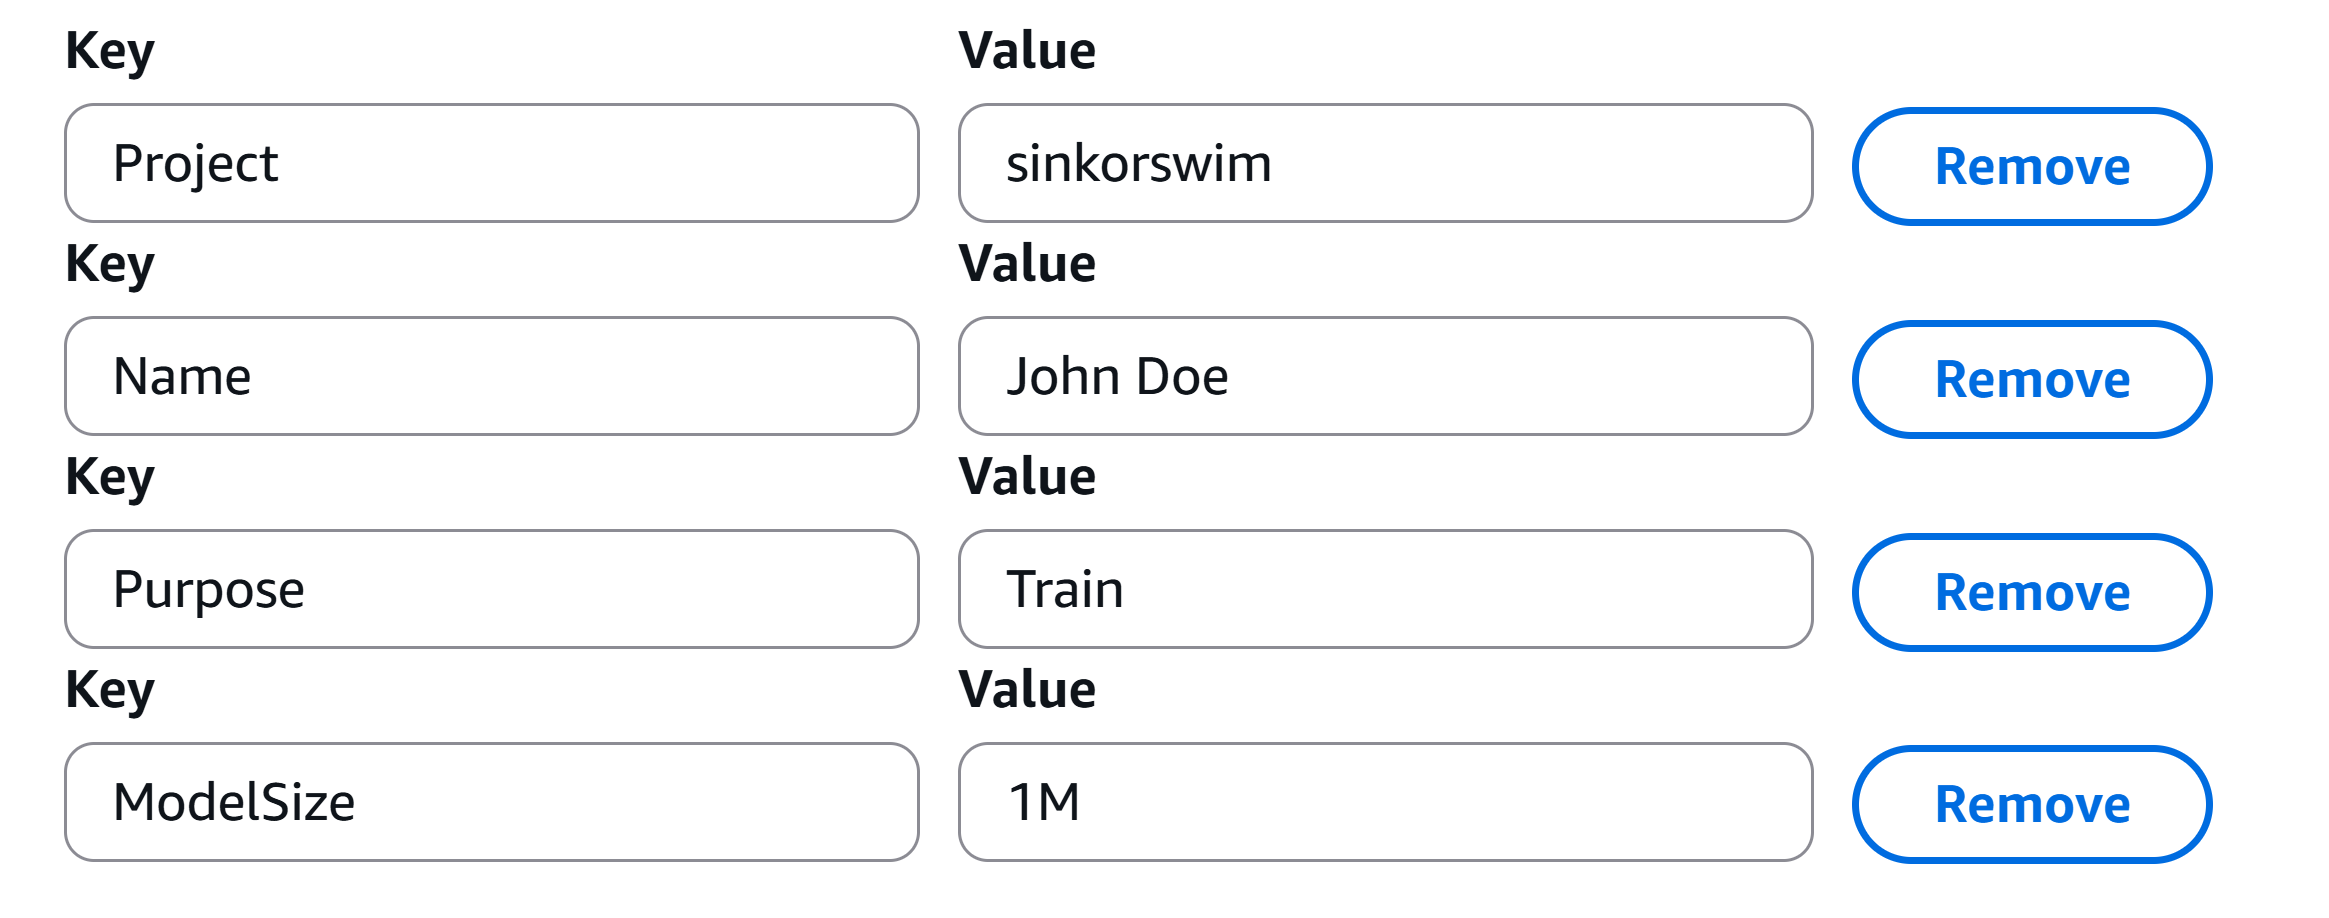 Key Value
Project sinkorswim Remove
Key Value
Name John Doe Remove
Key Value
Purpose Train Remove
Key Value
ModelSize 1M Remove